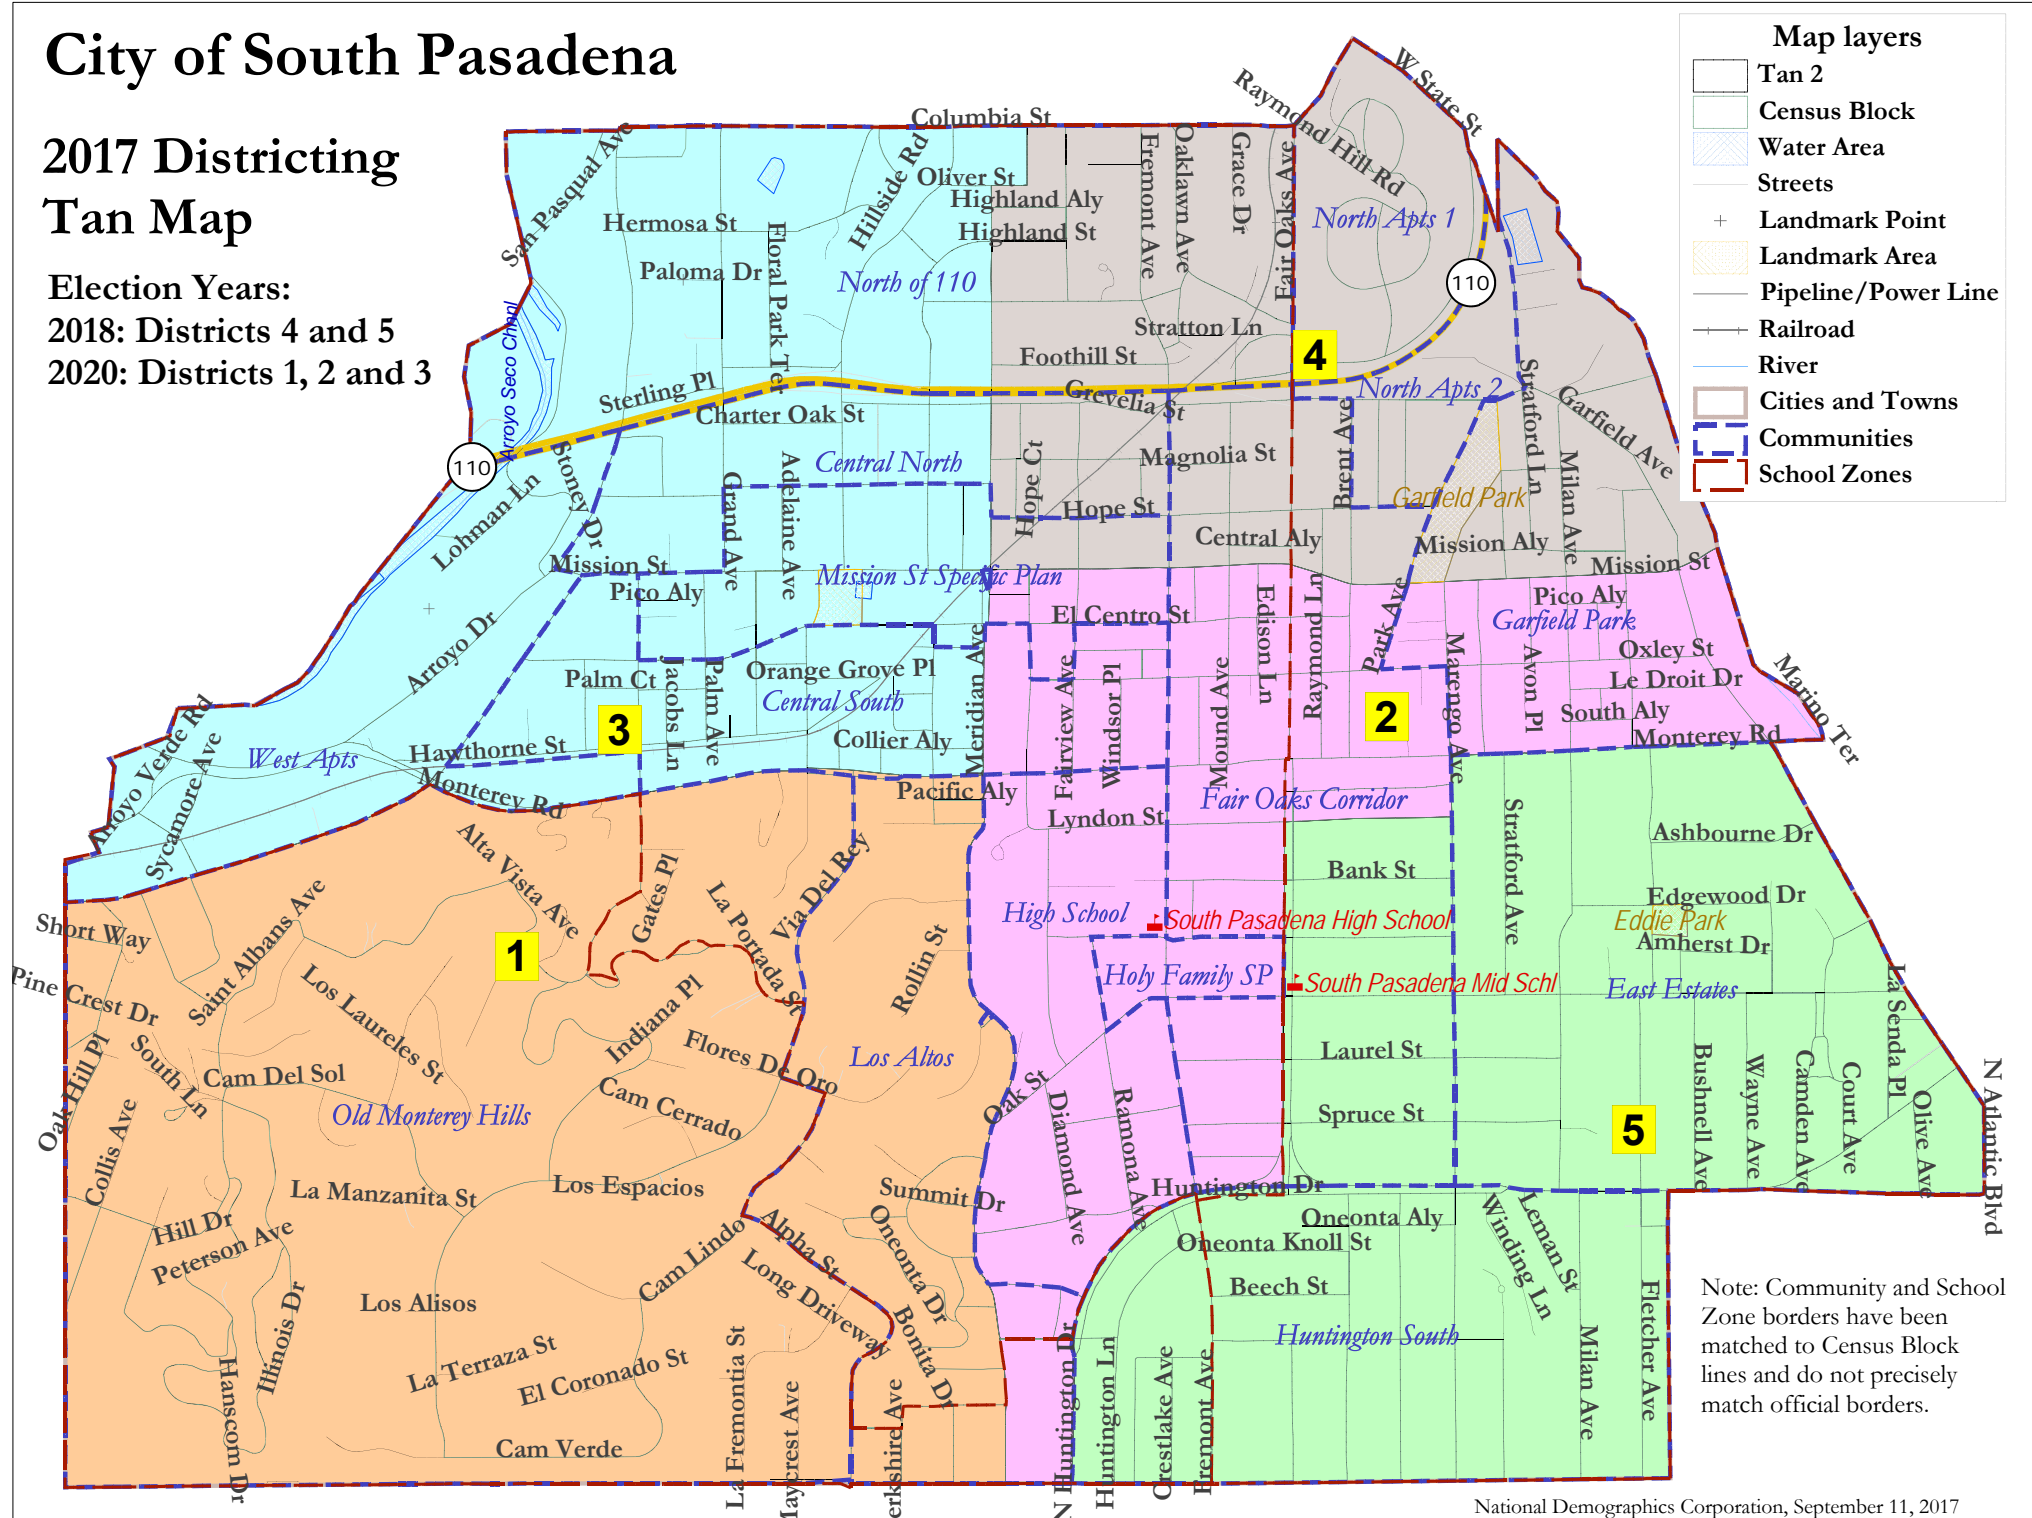 City of South Pasadena
2017 Districting
Tan Map
Election Years:
2018: Districts 4 and 5
2020: Districts 1, 2 and 3
Map layers
Tan 2
Census Block
Water Area
Streets
Landmark Point
Landmark Area
Pipeline/Power Line
Railroad
River
Cities and Towns
Communities
School Zones
W State St
Raymond Hill Rd
Columbia St
San Pasqual Ave
Hillside Rd
Oliver St
Highland Aly
Highland St
Fremont Ave
Oaklawn Ave
Grace Dr
Fair Oaks Ave
North Apts 1
Hermosa St
Floral Park Ter
Paloma Dr
North of 110
110
Arroyo Seco Chnnl
Stratton Ln
Foothill St
4
Sterling Pl
Grevelia St
North Apts 2
Stratford Ln
Garfield Ave
Charter Oak St
110
Stoney Dr
Lohman Ln
Grand Ave
Adelaine Ave
Central North
Hope Ct
Magnolia St
Brent Ave
Garfield Park
Milan Ave
Hope St
Central Aly
Mission Aly
Mission St
Mission St
Mission St Specific Plan
Pico Aly
Pico Aly
El Centro St
Edison Ln
Raymond Ln
Park Ave
Garfield Park
Arroyo Dr
Marengo Ave
Avon Pl
Oxley St
Le Droit Dr
Marino Ter
Palm Ct
Jacobs Ln
Palm Ave
Orange Grove Pl
Central South
Meridian Ave
Fairview Ave
Windsor Pl
Mound Ave
2
South Aly
Monterey Rd
3
Collier Aly
Hawthorne St
West Apts
Arroyo Verde Rd
Sycamore Ave
Monterey Rd
Pacific Aly
Fair Oaks Corridor
Lyndon St
Stratford Ave
Ashbourne Dr
Alta Vista Ave
Gates Pl
La Portada St
Via Del Rey
Bank St
Edgewood Dr
Eddie Park
Amherst Dr
Short Way
Saint Albans Ave
1
High School
South Pasadena High School
Rollin St
Holy Family SP
South Pasadena Mid Schl
East Estates
La Senda Pl
Pine Crest Dr
Los Laureles St
Indiana Pl
Flores De Oro
Los Altos
Laurel St
Oak Hill Pl
South Ln
Cam Del Sol
Cam Cerrado
Oak St
Diamond Ave
Ramona Ave
Spruce St
5
Bushnell Ave
Wayne Ave
Camden Ave
Court Ave
Olive Ave
N Atlantic Blvd
Old Monterey Hills
Collis Ave
La Manzanita St
Los Espacios
Summit Dr
Huntington Dr
Hill Dr
Peterson Ave
Cam Lindo
Alpha St
Oneonta Dr
Oneonta Aly
Oneonta Knoll St
Winding Ln
Leman St
Long Driveway
Beech St
Los Alisos
Illinois Dr
Bonita Dr
Huntington South
Fletcher Ave
Milan Ave
Hanscom Dr
La Terraza St
El Coronado St
La Fremontia St
Maycrest Ave
erkshire Ave
N Huntington Dr
Huntington Ln
Crestlake Ave
Fremont Ave
Cam Verde
Note: Community and School
Zone borders have been
matched to Census Block
lines and do not precisely
match official borders.
National Demographics Corporation, September 11, 2017